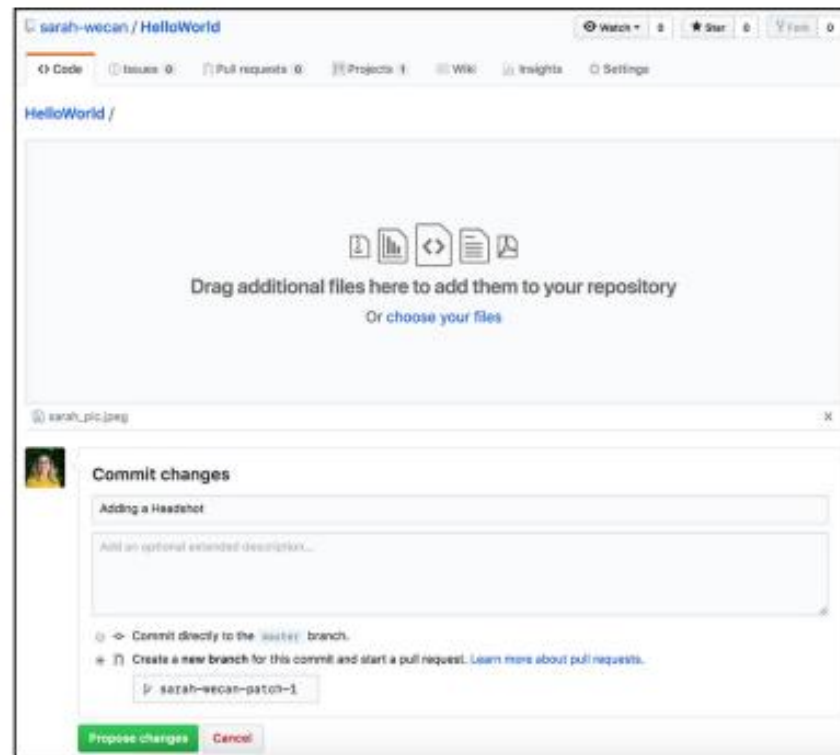 sarah-wecan / HelloWorld
Watch 0 Star 0 Fork 0
Code Issues 0 Pull requests 0 Projects 1 Wiki Insights Settings
HelloWorld /
Drag additional files here to add them to your repository
Or choose your files
sarah_pic.jpeg
Commit changes
Adding a Headshot
Add an optional extended description...
Commit directly to the master branch.
Create a new branch for this commit and start a pull request. Learn more about pull requests.
sarah-wecan-patch-1
Propose changes Cancel